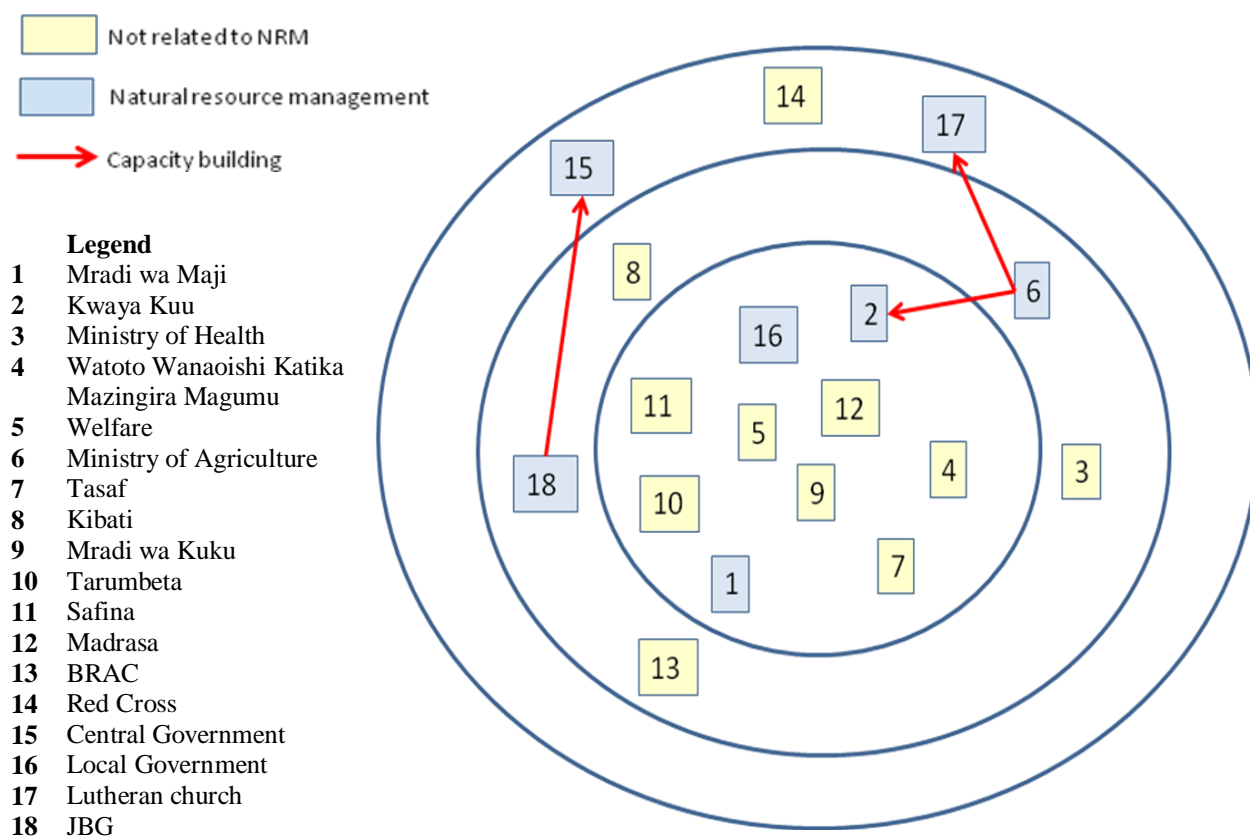 Not related to NRM
Natural resource management
Capacity building
Legend
1 Mradi wa Maji
2 Kwaya Kuu
3 Ministry of Health
4 Watoto Wanaoishi Katika
Mazingira Magumu
5 Welfare
6 Ministry of Agriculture
7 Tasaf
8 Kibati
9 Mradi wa Kuku
10 Tarumbeta
11 Safina
12 Madrasa
13 BRAC
14 Red Cross
15 Central Government
16 Local Government
17 Lutheran church
18 JBG
14
17
15
8
6
2
16
11
12
5
4
3
18
10
9
7
1
13